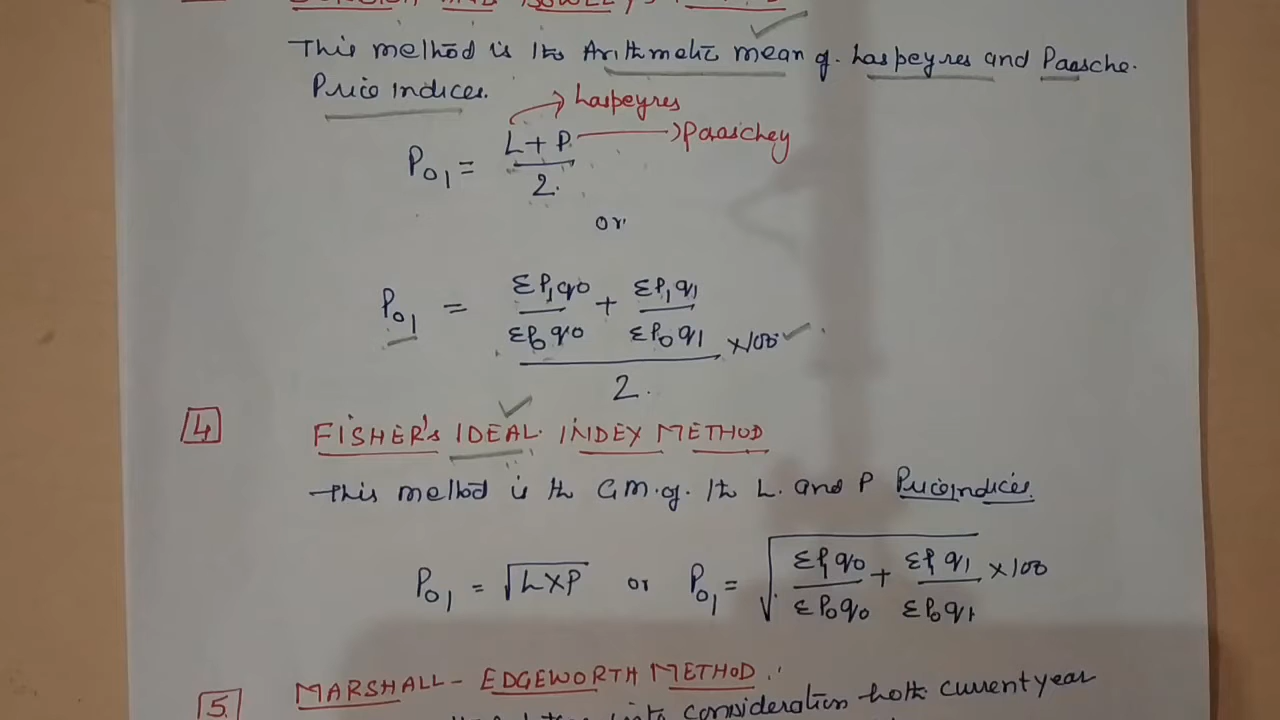 This method is the Arithmetic mean of Laspeyres and Paasche.
Price Indices.
Laspeyres
Paaschey
P₀₁ = L + P / 2.
or
P₀₁ = (Σp₁q₀ / Σp₀q₀ + Σp₁q₁ / Σp₀q₁) / 2. ×100
4 FISHER's IDEAL INDEX METHOD
This method is the G.M. of. the L. and P Price Indices.
P₀₁ = √L×P or P₀₁ = √Σp₁q₀ / Σp₀q₀ + Σp₁q₁ / Σp₀q₁ ×100
5. MARSHALL - EDGEWORTH METHOD.
consideration both current year